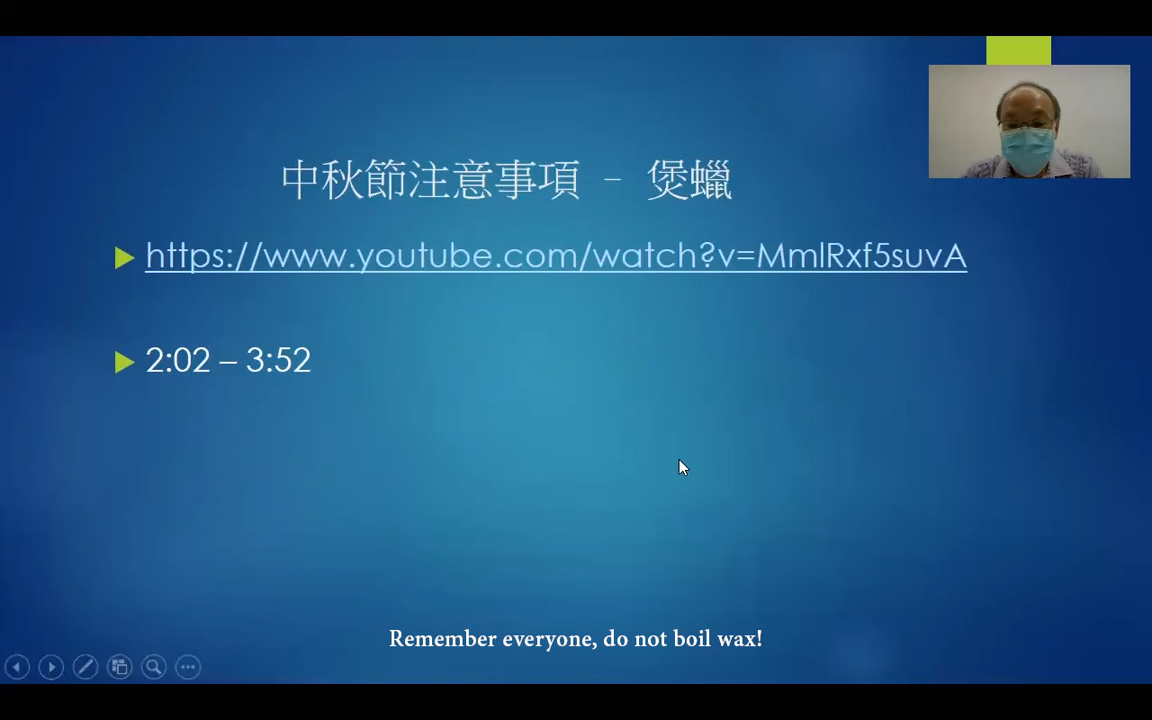 中秋節注意事項 - 煲蠟
https://www.youtube.com/watch?v=MmlRxf5suvA
2:02 – 3:52
Remember everyone, do not boil wax!